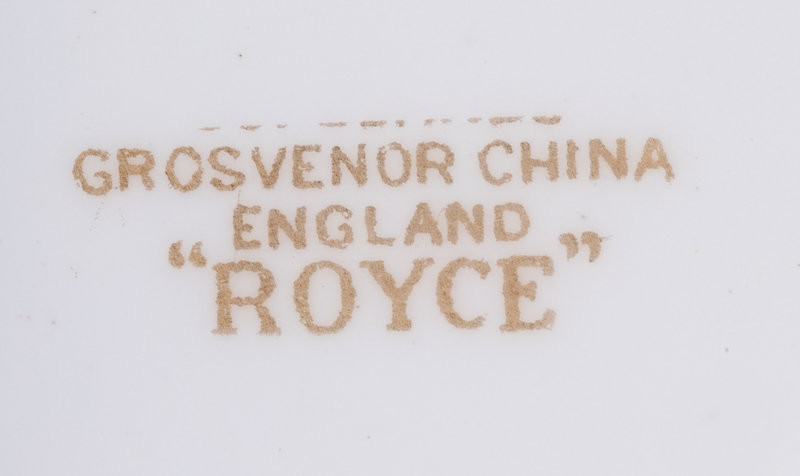 GROSVENOR CHINA
ENGLAND
“ROYCE”